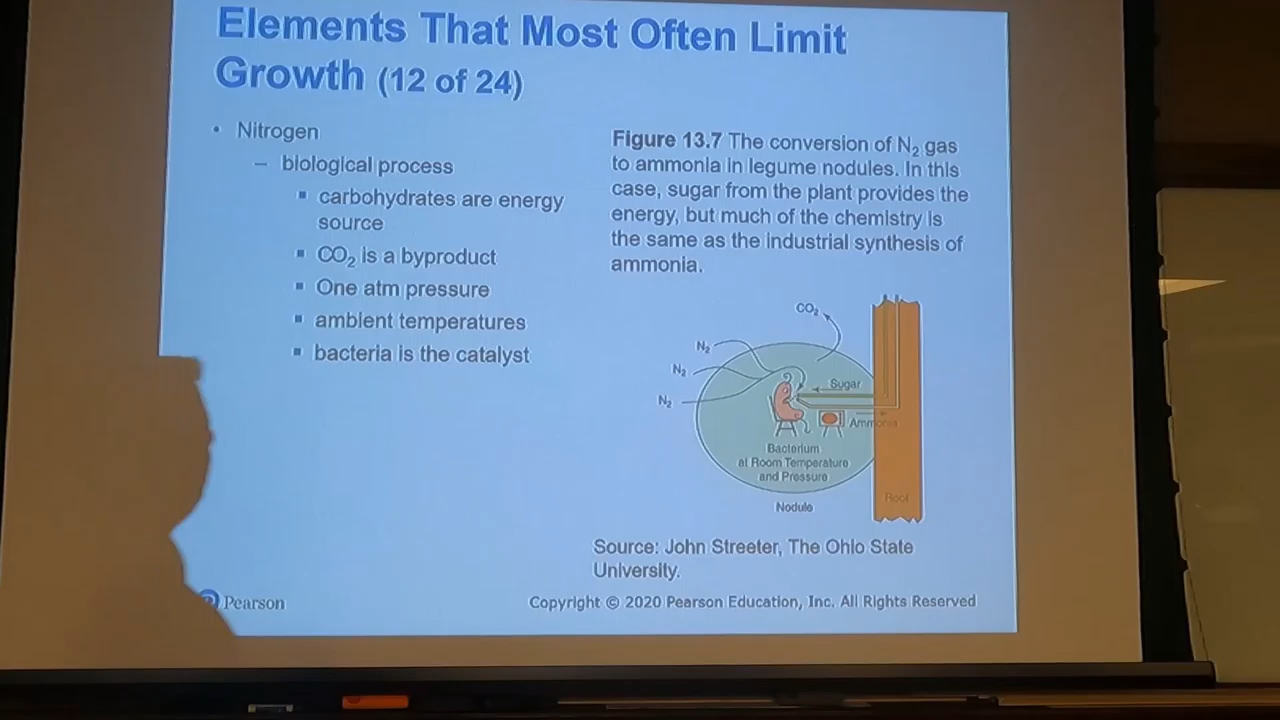 Elements That Most Often Limit
Growth (12 of 24)
• Nitrogen
– biological process
▪ carbohydrates are energy
source
▪ CO₂ is a byproduct
▪ One atm pressure
▪ ambient temperatures
▪ bacteria is the catalyst
Figure 13.7 The conversion of N₂ gas
to ammonia in legume nodules. In this
case, sugar from the plant provides the
energy, but much of the chemistry is
the same as the industrial synthesis of
ammonia.
CO₂
N₂
N₂
N₂
Sugar
Ammonia
Bacterium
at Room Temperature
and Pressure
Root
Nodule
Source: John Streeter, The Ohio State
University.
Pearson
Copyright © 2020 Pearson Education, Inc. All Rights Reserved